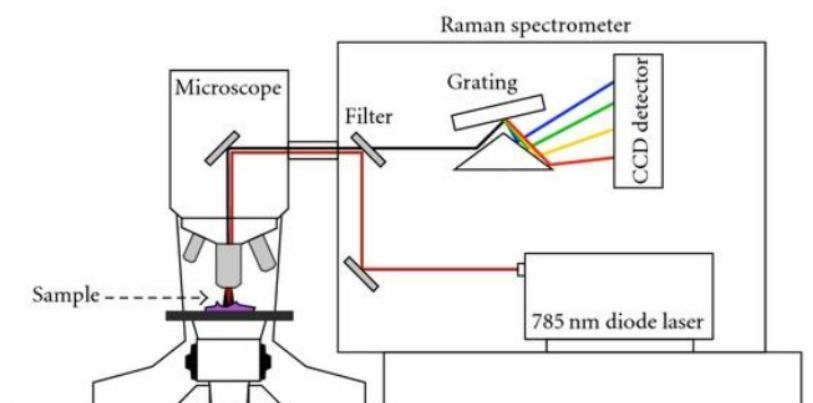 Raman spectrometer
Microscope
Grating
Filter
CCD detector
Sample
785 nm diode laser